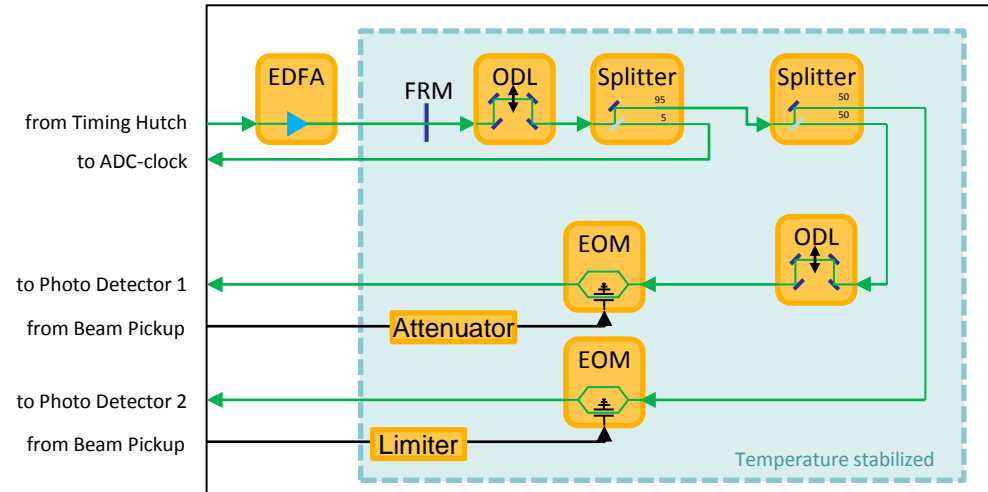 EDFA
FRM
ODL
Splitter
95
5
Splitter
50
50
from Timing Hutch
to ADC-clock
ODL
EOM
to Photo Detector 1
from Beam Pickup
Attenuator
EOM
to Photo Detector 2
from Beam Pickup
Limiter
Temperature stabilized